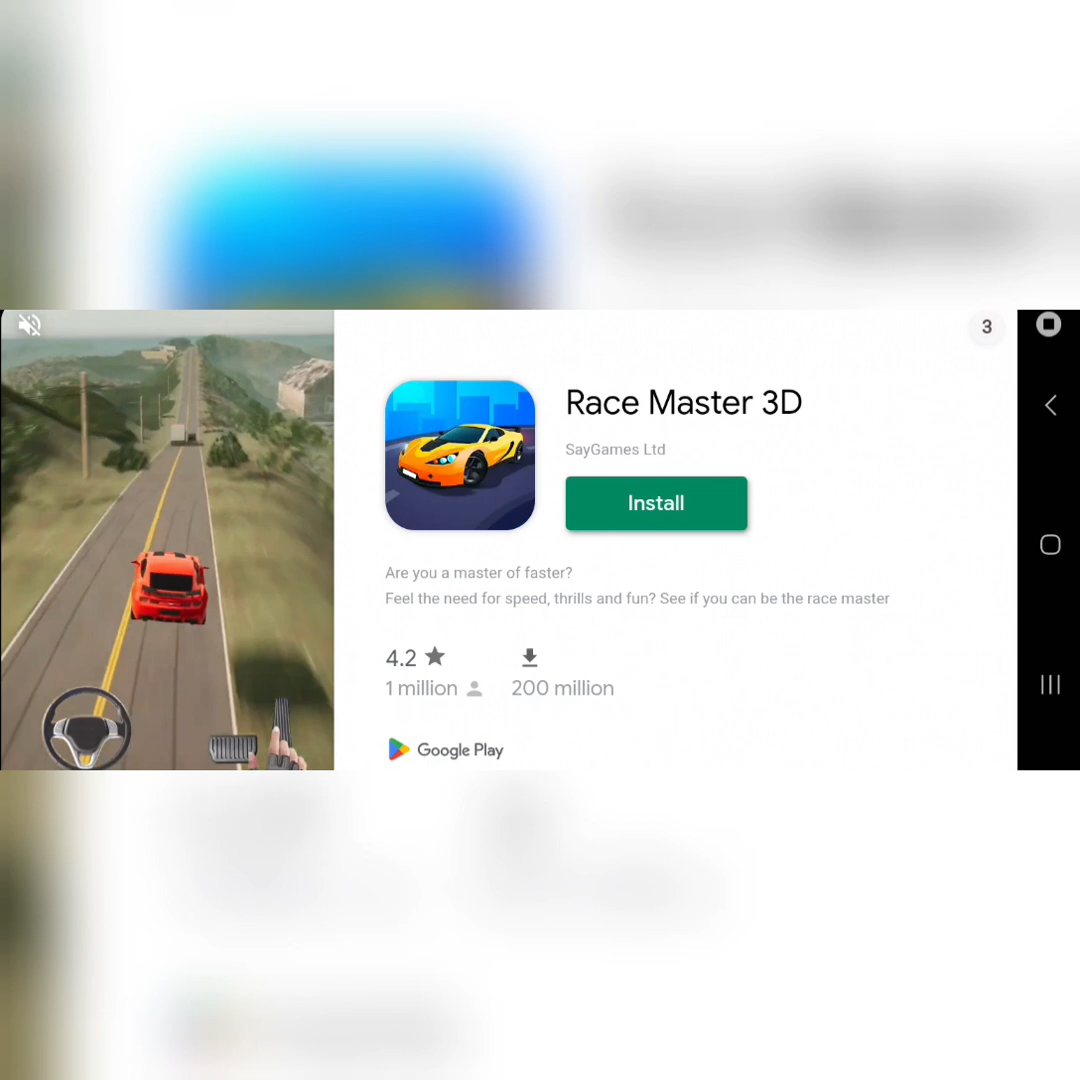 3
Race Master 3D
SayGames Ltd
Install
Are you a master of faster?
Feel the need for speed, thrills and fun? See if you can be the race master
4.2
1 million
200 million
Google Play